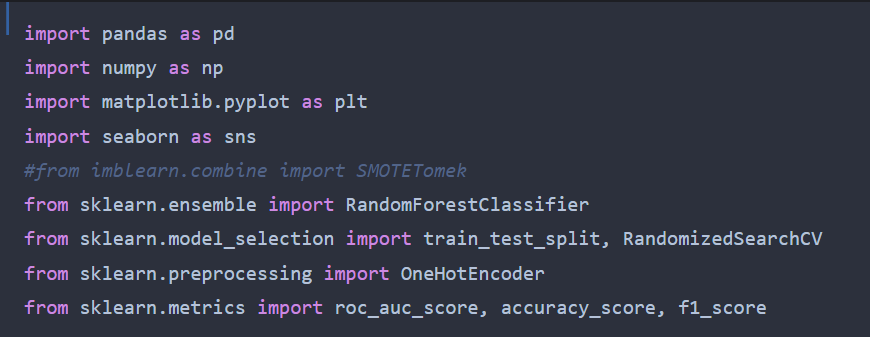 import pandas as pd
import numpy as np
import matplotlib.pyplot as plt
import seaborn as sns
#from imblearn.combine import SMOTETomek
from sklearn.ensemble import RandomForestClassifier
from sklearn.model_selection import train_test_split, RandomizedSearchCV
from sklearn.preprocessing import OneHotEncoder
from sklearn.metrics import roc_auc_score, accuracy_score, f1_score